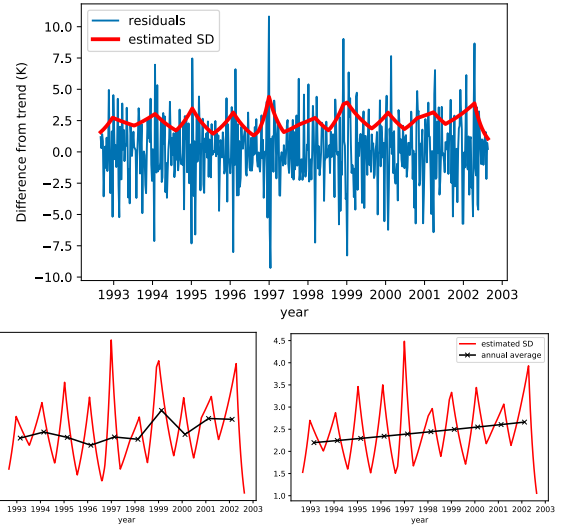 10.0
7.5
5.0
2.5
0.0
−2.5
−5.0
−7.5
−10.0
Difference from trend (K)
residuals
estimated SD
1993 1994 1995 1996 1997 1998 1999 2000 2001 2002 2003
year
1993 1994 1995 1996 1997 1998 1999 2000 2001 2002 2003
year
4.5
4.0
3.5
3.0
2.5
2.0
1.5
1.0
estimated SD
annual average
1993 1994 1995 1996 1997 1998 1999 2000 2001 2002 2003
year